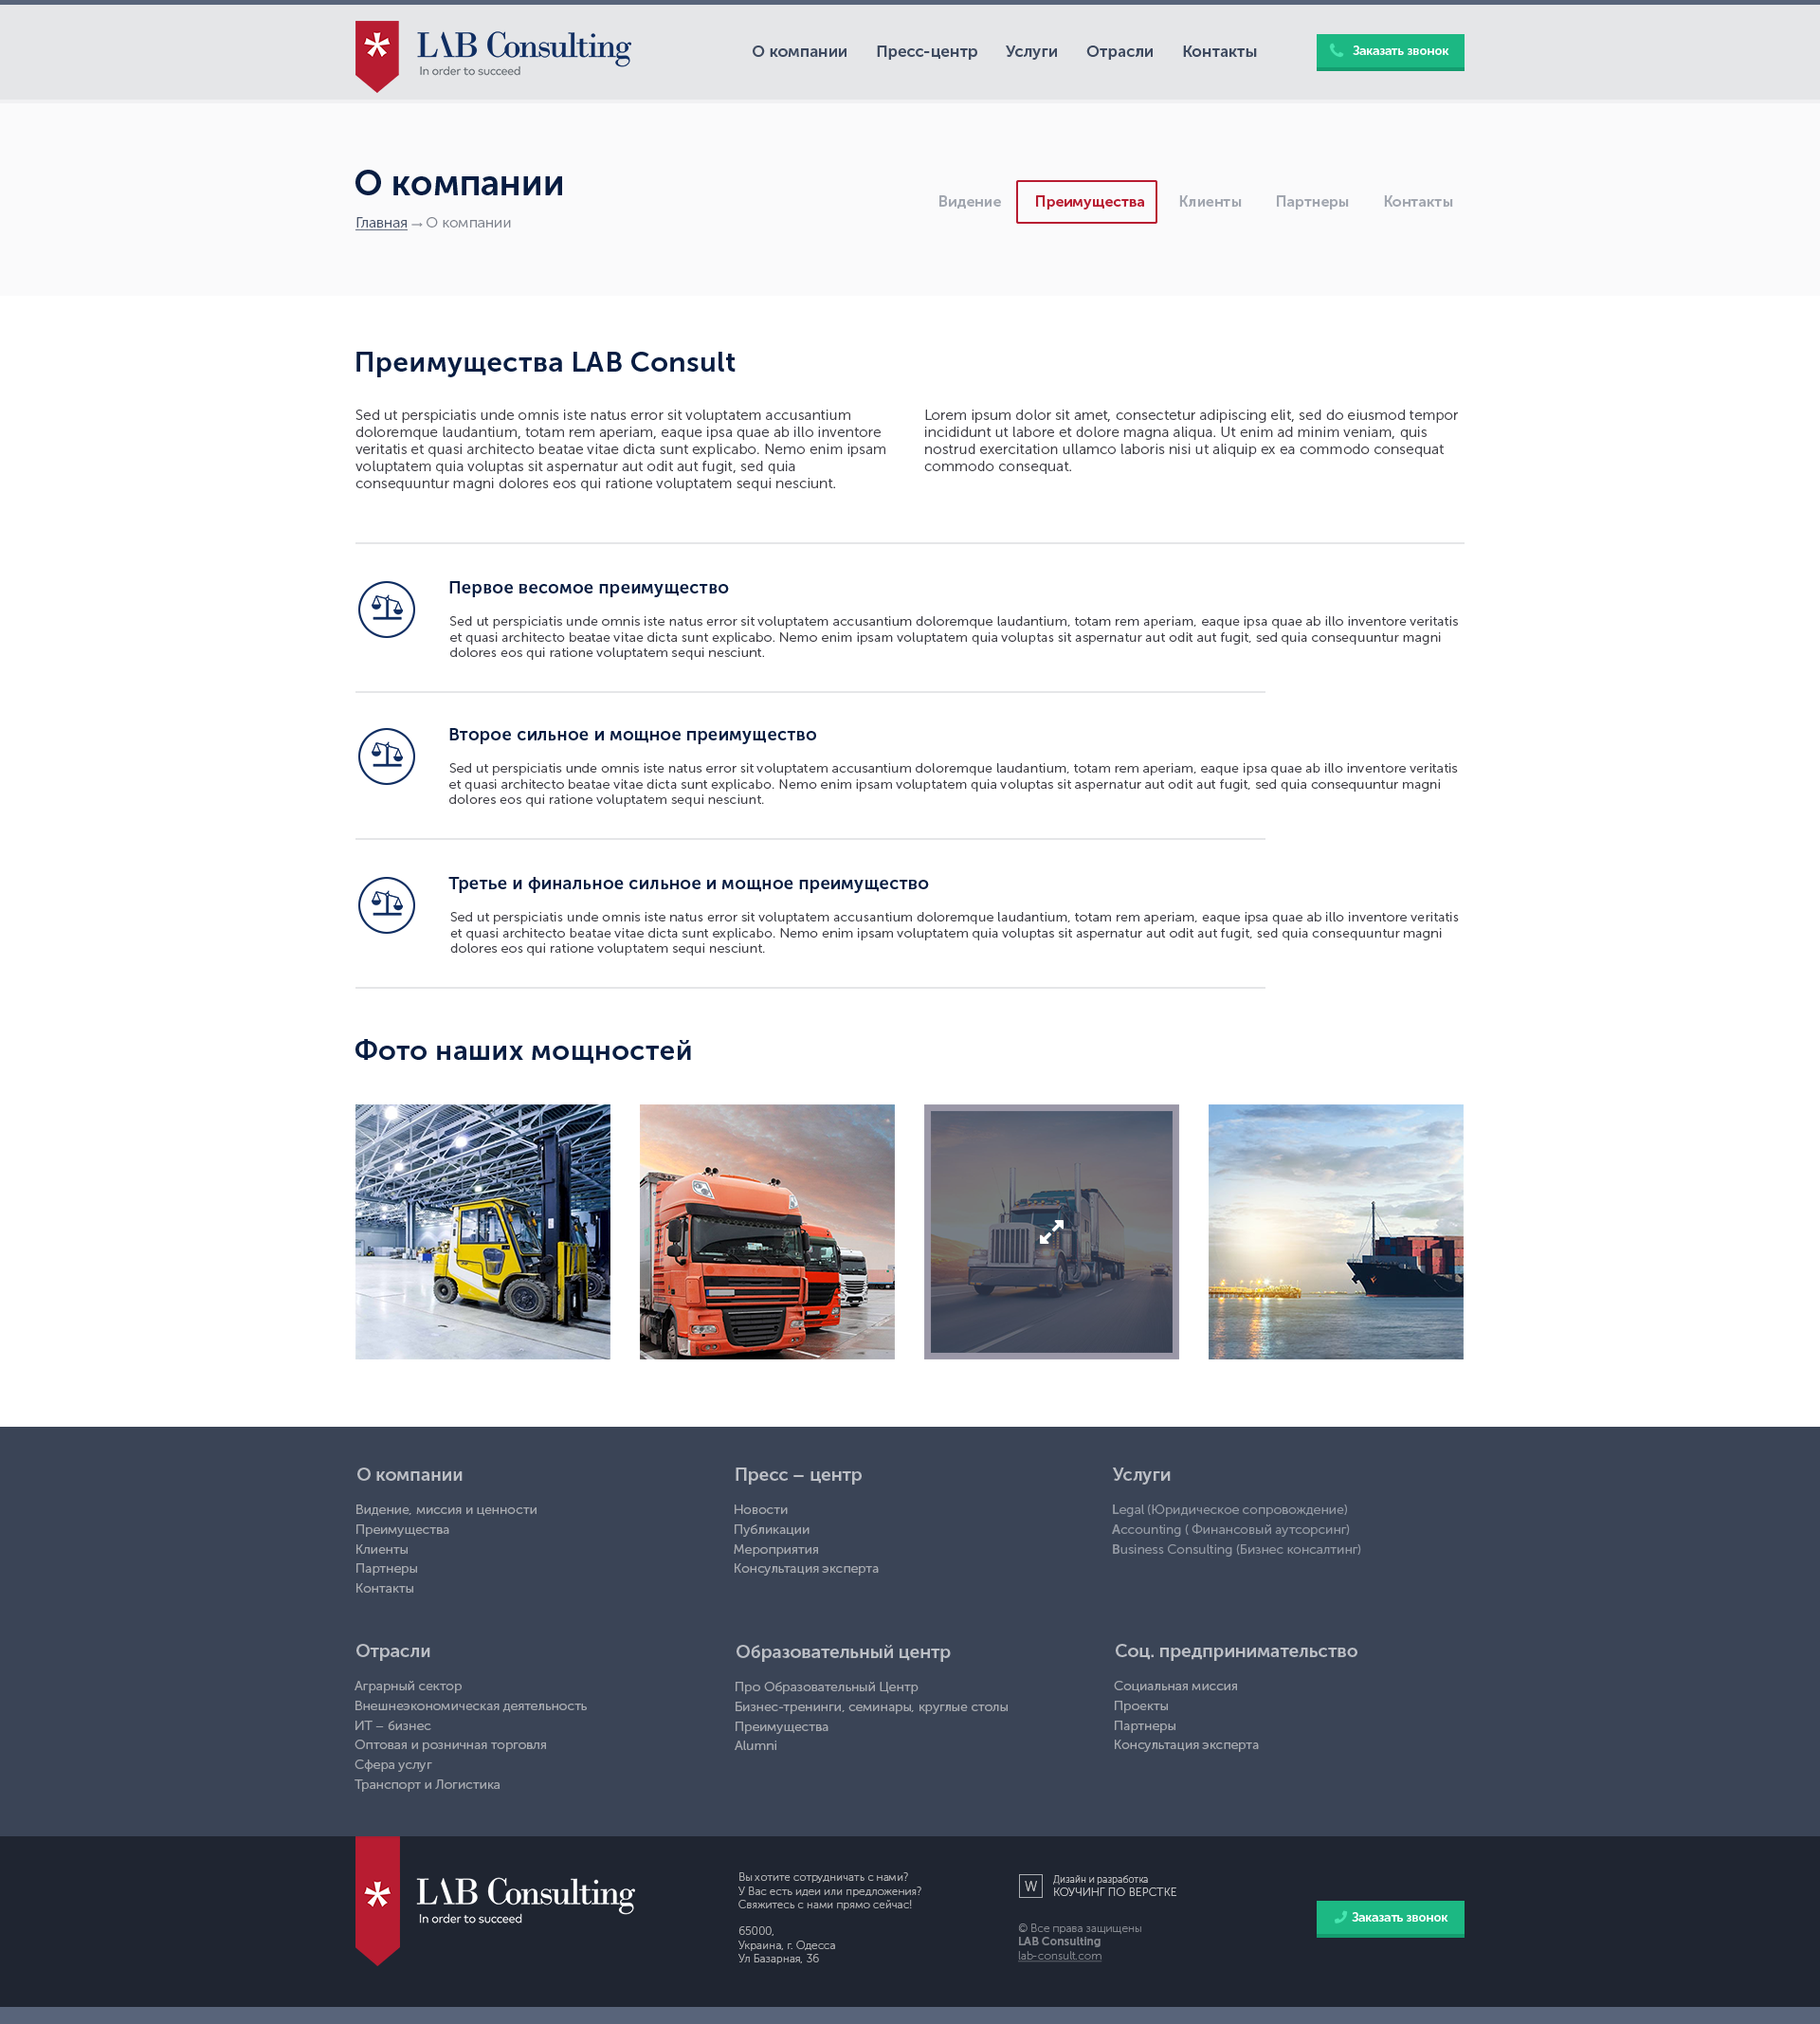 LAB Consulting
In order to succeed
О компании Пресс-центр Услуги Отрасли Контакты
Заказать звонок
О компании
Главная → О компании
Видение Преимущества Клиенты Партнеры Контакты
Преимущества LAB Consult
Sed ut perspiciatis unde omnis iste natus error sit voluptatem accusantium
doloremque laudantium, totam rem aperiam, eaque ipsa quae ab illo inventore
veritatis et quasi architecto beatae vitae dicta sunt explicabo. Nemo enim ipsam
voluptatem quia voluptas sit aspernatur aut odit aut fugit, sed quia
consequuntur magni dolores eos qui ratione voluptatem sequi nesciunt.
Lorem ipsum dolor sit amet, consectetur adipiscing elit, sed do eiusmod tempor
incididunt ut labore et dolore magna aliqua. Ut enim ad minim veniam, quis
nostrud exercitation ullamco laboris nisi ut aliquip ex ea commodo consequat
commodo consequat.
Первое весомое преимущество
Sed ut perspiciatis unde omnis iste natus error sit voluptatem accusantium doloremque laudantium, totam rem aperiam, eaque ipsa quae ab illo inventore veritatis
et quasi architecto beatae vitae dicta sunt explicabo. Nemo enim ipsam voluptatem quia voluptas sit aspernatur aut odit aut fugit, sed quia consequuntur magni
dolores eos qui ratione voluptatem sequi nesciunt.
Второе сильное и мощное преимущество
Sed ut perspiciatis unde omnis iste natus error sit voluptatem accusantium doloremque laudantium, totam rem aperiam, eaque ipsa quae ab illo inventore veritatis
et quasi architecto beatae vitae dicta sunt explicabo. Nemo enim ipsam voluptatem quia voluptas sit aspernatur aut odit aut fugit, sed quia consequuntur magni
dolores eos qui ratione voluptatem sequi nesciunt.
Третье и финальное сильное и мощное преимущество
Sed ut perspiciatis unde omnis iste natus error sit voluptatem accusantium doloremque laudantium, totam rem aperiam, eaque ipsa quae ab illo inventore veritatis
et quasi architecto beatae vitae dicta sunt explicabo. Nemo enim ipsam voluptatem quia voluptas sit aspernatur aut odit aut fugit, sed quia consequuntur magni
dolores eos qui ratione voluptatem sequi nesciunt.
Фото наших мощностей
О компании
Видение, миссия и ценности
Преимущества
Клиенты
Партнеры
Контакты
Пресс – центр
Новости
Публикации
Мероприятия
Консультация эксперта
Услуги
Legal (Юридическое сопровождение)
Accounting ( Финансовый аутсорсинг)
Business Consulting (Бизнес консалтинг)
Отрасли
Аграрный сектор
Внешнеэкономическая деятельность
ИТ – бизнес
Оптовая и розничная торговля
Сфера услуг
Транспорт и Логистика
Образовательный центр
Про Образовательный Центр
Бизнес-тренинги, семинары, круглые столы
Преимущества
Alumni
Соц. предпринимательство
Социальная миссия
Проекты
Партнеры
Консультация эксперта
LAB Consulting
In order to succeed
Вы хотите сотрудничать с нами?
У Вас есть идеи или предложения?
Свяжитесь с нами прямо сейчас!
65000,
Украина, г. Одесса
Ул Базарная, 36
W
Дизайн и разработка
КОУЧИНГ ПО ВЕРСТКЕ
© Все права защищены
LAB Consulting
lab-consult.com
Заказать звонок